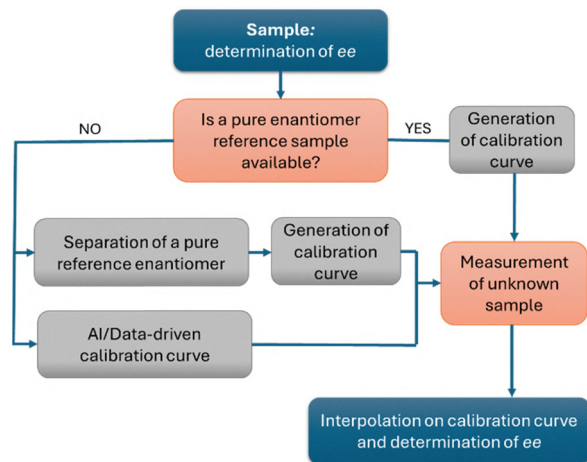 Sample:
determination of ee
NO
Is a pure enantiomer
reference sample
available?
YES
Generation
of calibration
curve
Separation of a pure
reference enantiomer
Generation of
calibration
curve
Measurement
of unknown
sample
AI/Data-driven
calibration curve
Interpolation on calibration curve
and determination of ee